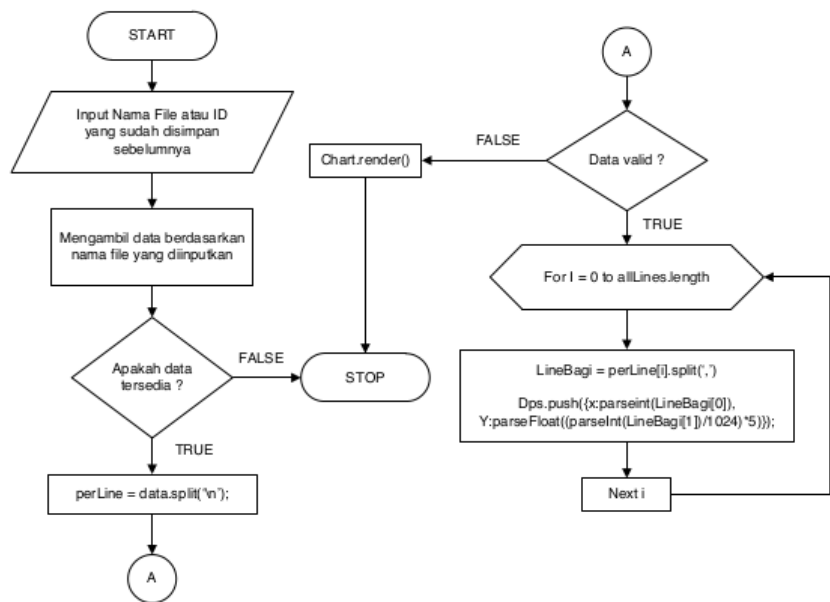 START
Input Nama File atau ID
yang sudah disimpan
sebelumnya
Mengambil data berdasarkan
nama file yang diinputkan
Apakah data
tersedia ?
FALSE
STOP
TRUE
perLine = data.split('\n');
A
A
Data valid ?
FALSE
Chart.render()
TRUE
For I = 0 to allLines.length
LineBagi = perLine[i].split(',')
Dps.push({x:parseint(LineBagi[0]),
Y:parseFloat((parseInt(LineBagi[1])/1024)*5)});
Next i